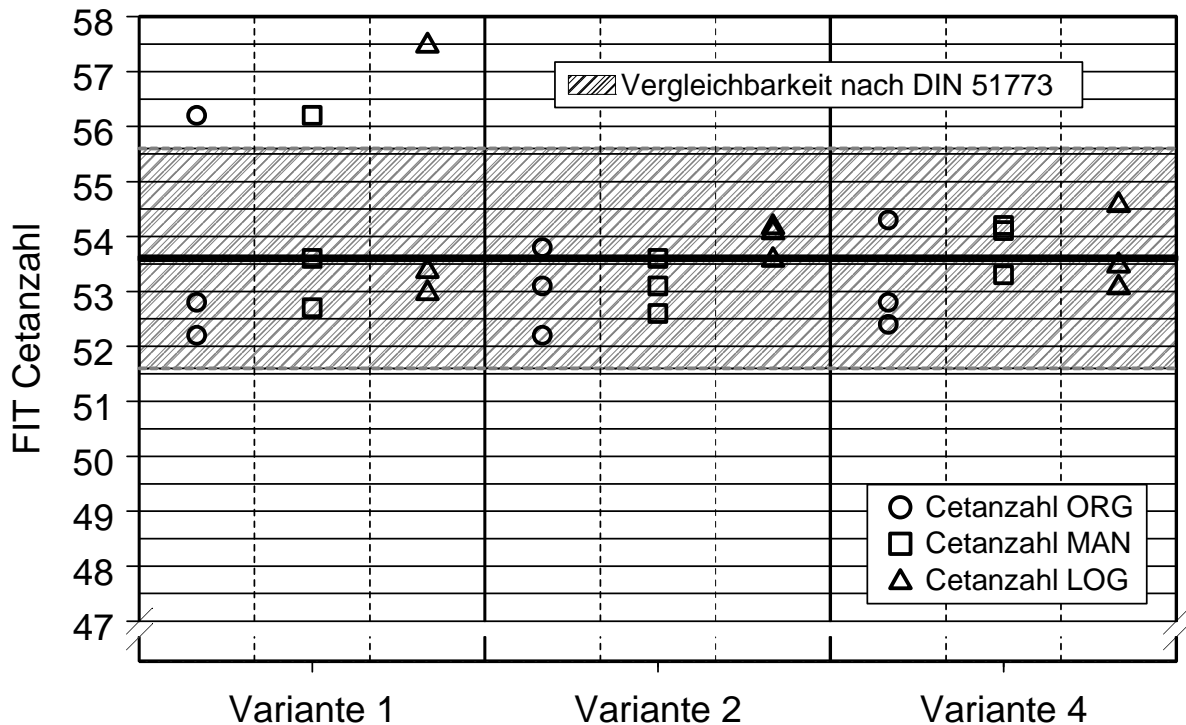 58
57
56
55
54
53
52
51
50
49
48
47
FIT Cetanzahl
Vergleichbarkeit nach DIN 51773
Cetanzahl ORG
Cetanzahl MAN
Cetanzahl LOG
Variante 1
Variante 2
Variante 4